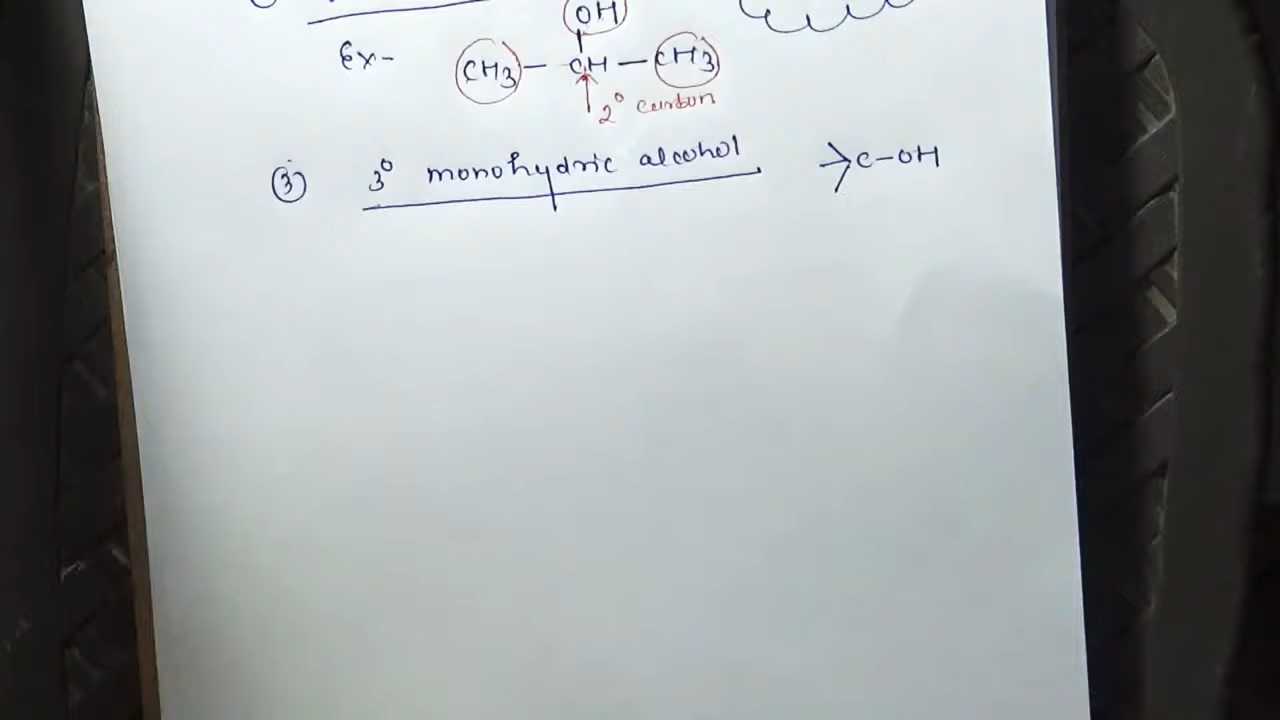 OH
Ex- CH3 - CH - CH3
2° carbon
③ 3° monohydric alcohol >C-OH